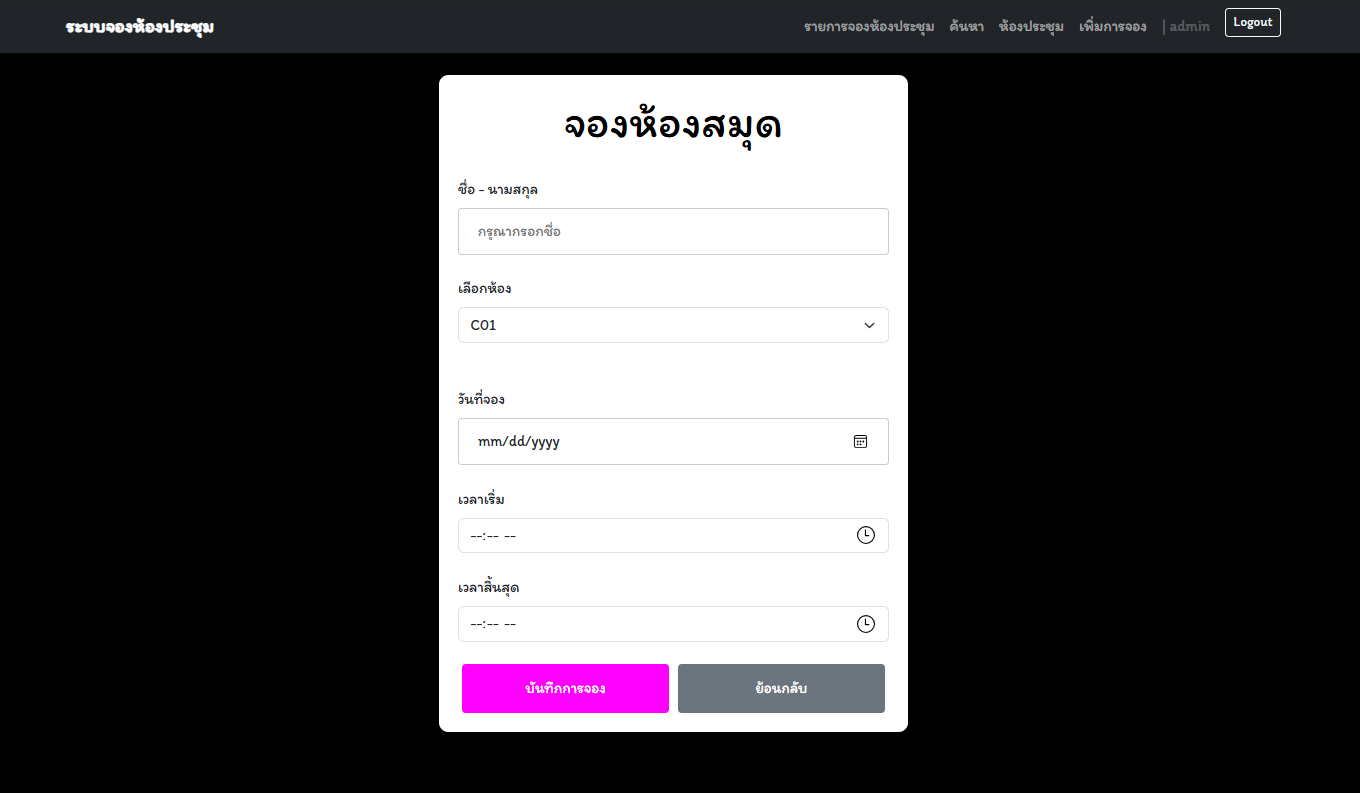 ระบบจองห้องประชุม
รายการจองห้องประชุม ค้นหา ห้องประชุม เพิ่มการจอง | admin Logout
จองห้องสมุด
ชื่อ - นามสกุล
กรุณากรอกชื่อ
เลือกห้อง
C01
วันที่จอง
mm/dd/yyyy
เวลาเริ่ม
--:-- --
เวลาสิ้นสุด
--:-- --
บันทึกการจอง ย้อนกลับ